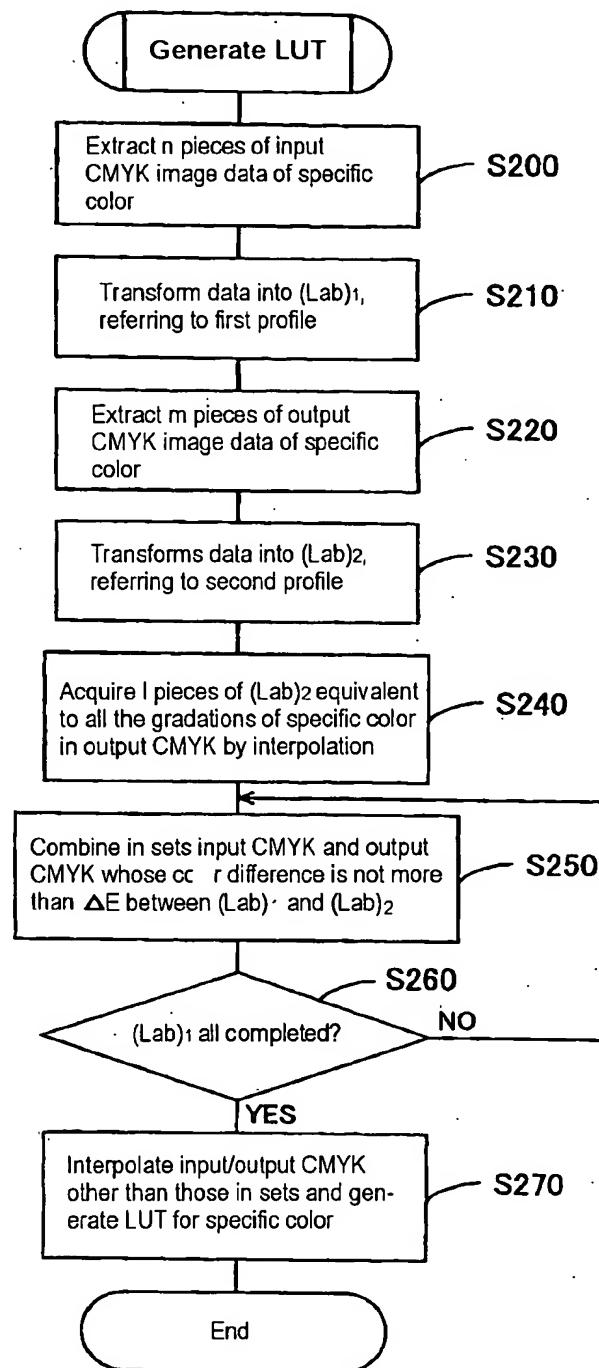 Generate LUT
Extract n pieces of input
CMYK image data of specific
color
S200
Transform data into (Lab)1,
referring to first profile
S210
Extract m pieces of output
CMYK image data of specific
color
S220
Transforms data into (Lab)2,
referring to second profile
S230
Acquire l pieces of (Lab)2 equivalent
to all the gradations of specific color
in output CMYK by interpolation
S240
Combine in sets input CMYK and output
CMYK whose difference is not more
than ΔE between (Lab) and (Lab)2
S250
S260
(Lab)1 all completed?
NO
YES
Interpolate input/output CMYK
other than those in sets and gen-
erate LUT for specific color
S270
End